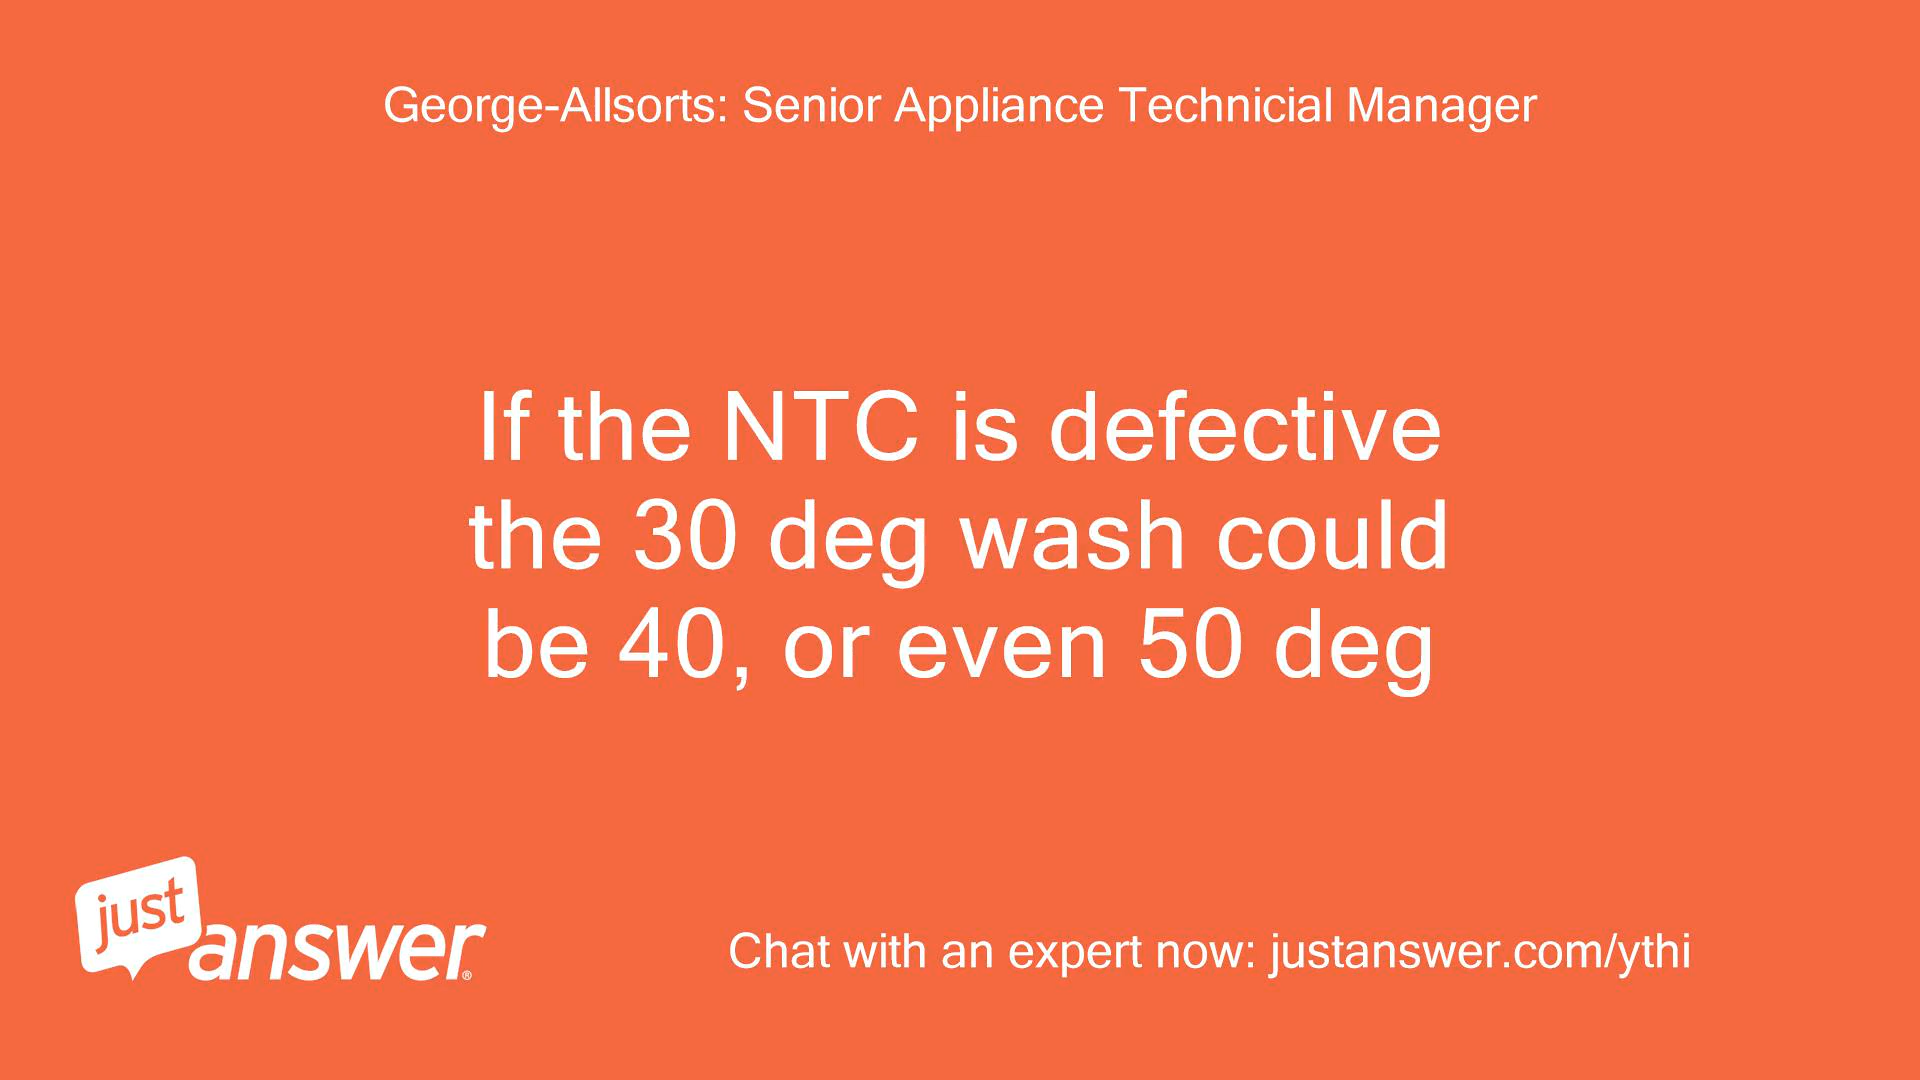 George-Allsorts: Senior Appliance Technicial Manager
If the NTC is defective
the 30 deg wash could
be 40, or even 50 deg
just
answer®
Chat with an expert now: justanswer.com/ythi